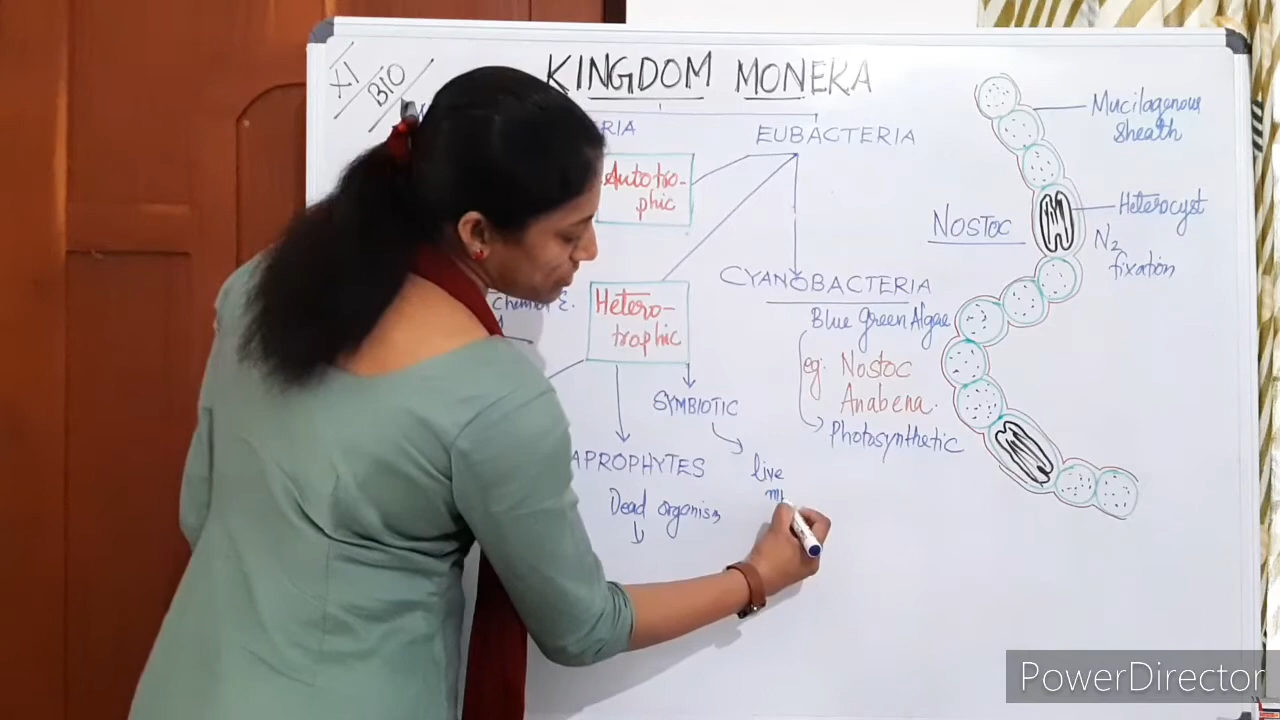 XI
BIO
KINGDOM MONERA
RIA
EUBACTERIA
Autotro-
phic
CYANOBACTERIA
Blue Green Algae
eg: Nostoc
Anabena.
Photosynthetic
Chemol E.
Hetero-
trophic
SYMBIOTIC
live
APROPHYTES
Dead organism
NOSTOC
Mucilagenous
sheath
Heterocyst
N2
fixation
PowerDirector